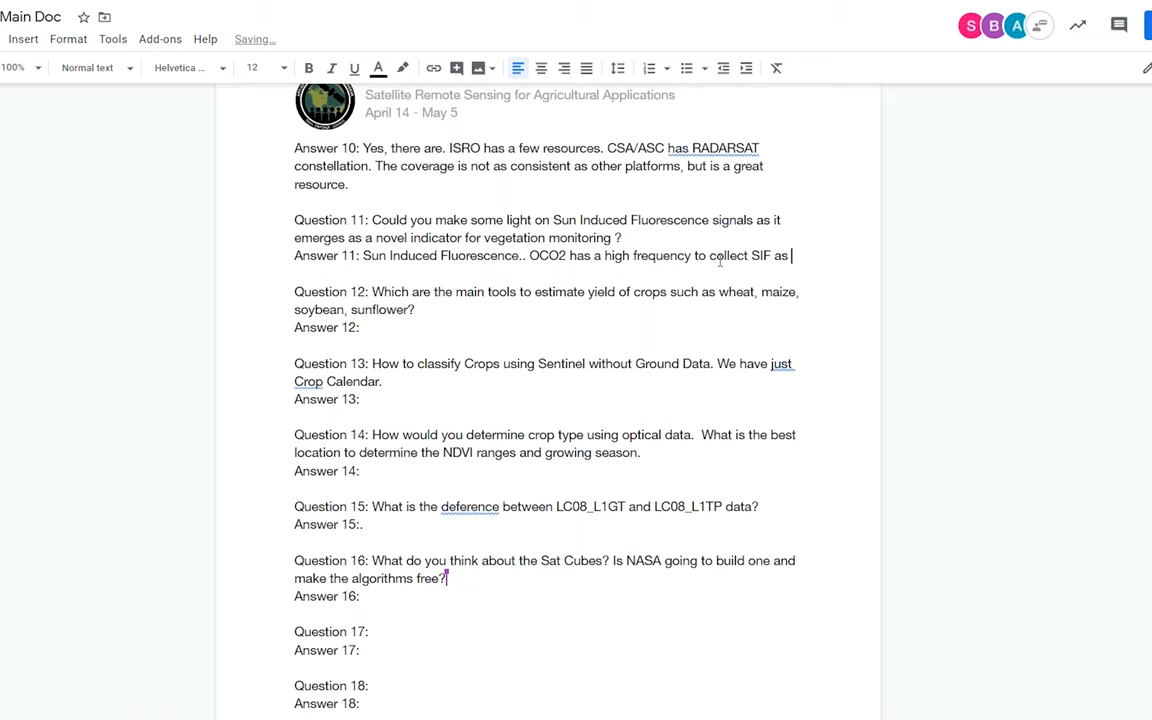 Main Doc
Insert Format Tools Add-ons Help Saving...
100% Normal text Helvetica ... 12 B I U A
S B A
Satellite Remote Sensing for Agricultural Applications
April 14 - May 5
Answer 10: Yes, there are. ISRO has a few resources. CSA/ASC has RADARSAT
constellation. The coverage is not as consistent as other platforms, but is a great
resource.
Question 11: Could you make some light on Sun Induced Fluorescence signals as it
emerges as a novel indicator for vegetation monitoring ?
Answer 11: Sun Induced Fluorescence.. OCO2 has a high frequency to collect SIF as
Question 12: Which are the main tools to estimate yield of crops such as wheat, maize,
soybean, sunflower?
Answer 12:
Question 13: How to classify Crops using Sentinel without Ground Data. We have just
Crop Calendar.
Answer 13:
Question 14: How would you determine crop type using optical data.  What is the best
location to determine the NDVI ranges and growing season.
Answer 14:
Question 15: What is the deference between LC08_L1GT and LC08_L1TP data?
Answer 15:.
Question 16: What do you think about the Sat Cubes? Is NASA going to build one and
make the algorithms free?
Answer 16:
Question 17:
Answer 17:
Question 18:
Answer 18: